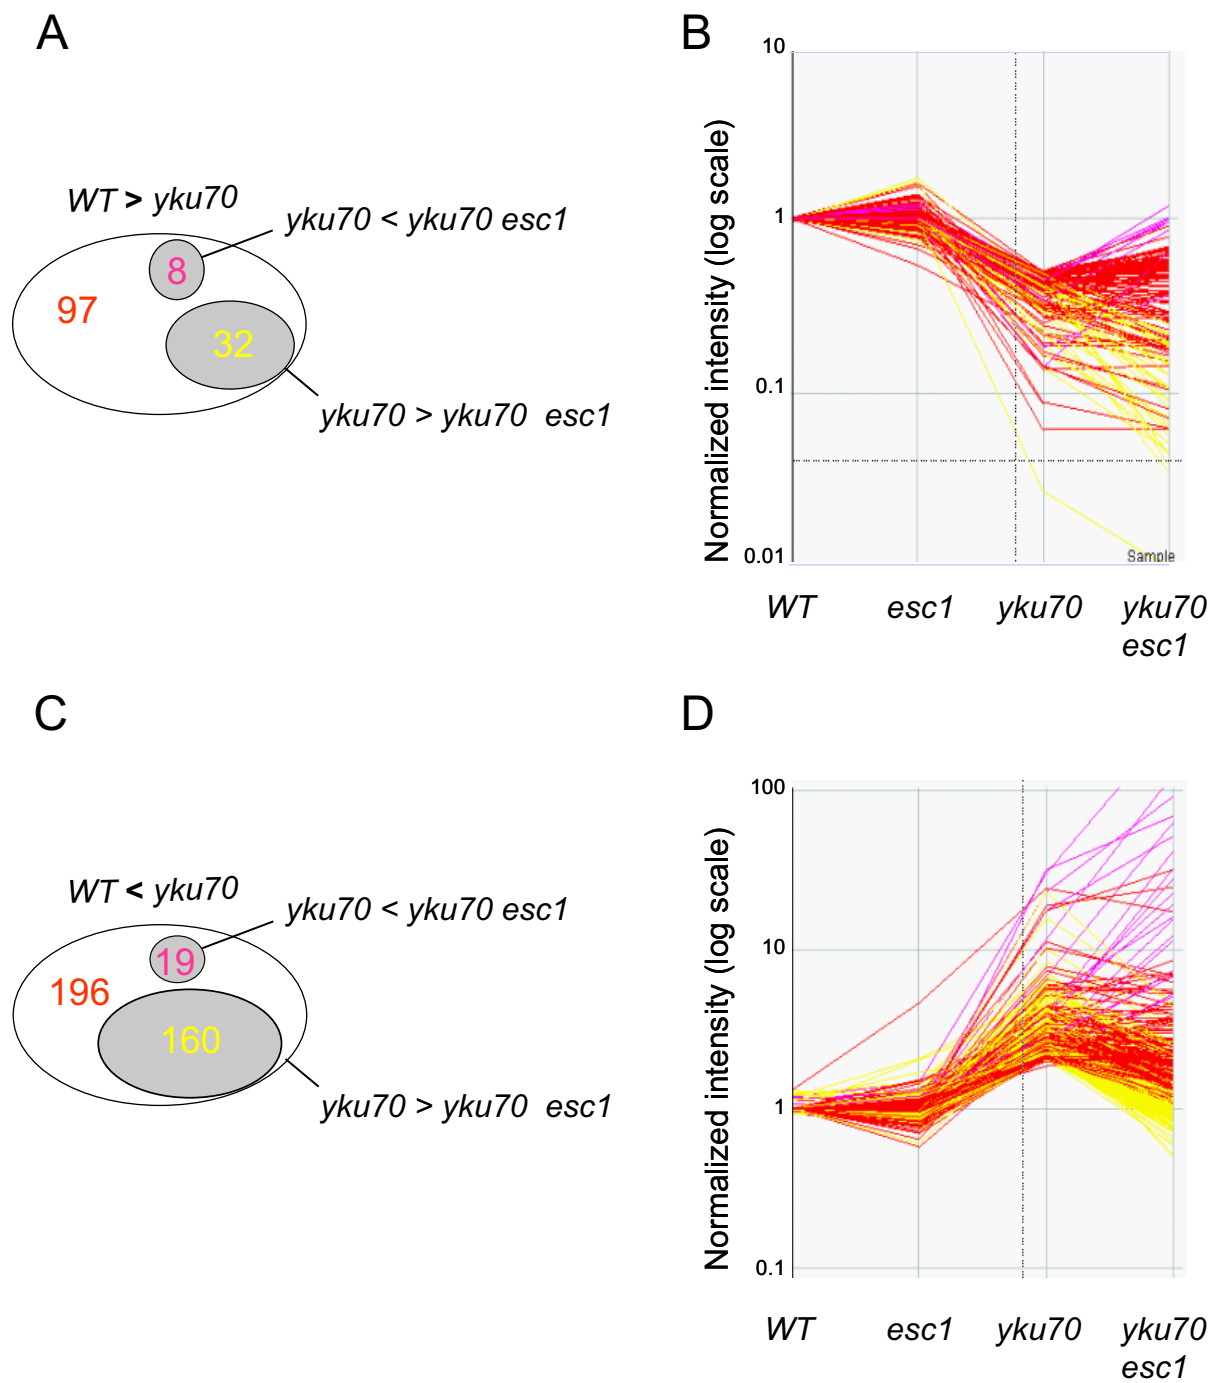 A
WT > yku70
yku70 < yku70 esc1
8
97
32
yku70 > yku70 esc1
B
Normalized intensity (log scale)
10
1
0.1
0.01
Sample
WT
esc1
yku70
yku70
esc1
C
WT < yku70
yku70 < yku70 esc1
19
196
160
yku70 > yku70 esc1
D
Normalized intensity (log scale)
100
10
1
0.1
WT
esc1
yku70
yku70
esc1